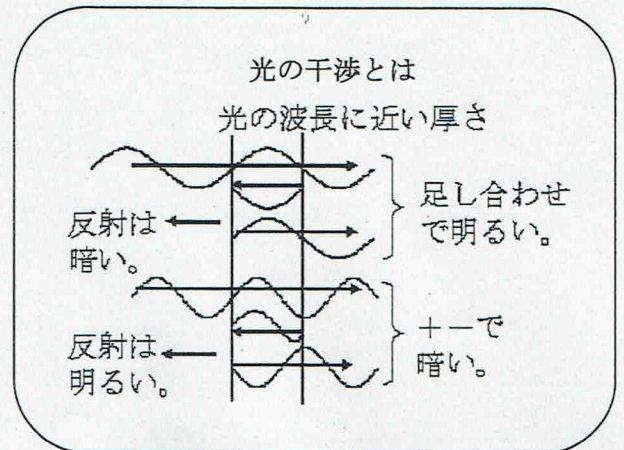 光の干渉とは
光の波長に近い厚さ
足し合わせ
で明るい。
反射は
暗い。
+−で
暗い。
反射は
明るい。